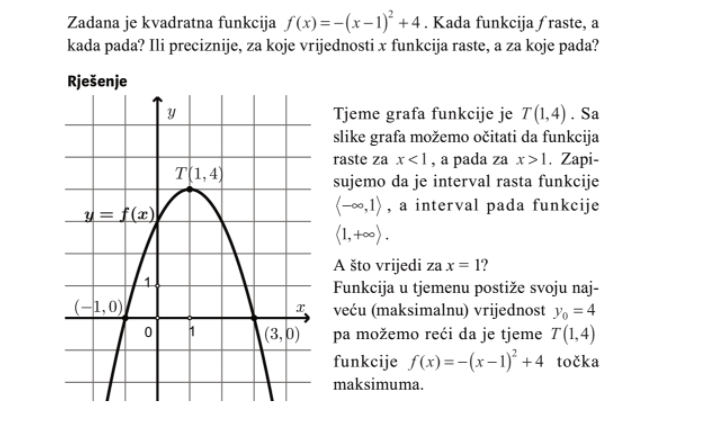 Zadana je kvadratna funkcija f(x)=−(x−1)²+4. Kada funkcija f raste, a
kada pada? Ili preciznije, za koje vrijednosti x funkcija raste, a za koje pada?
Rješenje
y
T(1,4)
y = f(x)
1
(−1,0)
x
0
1
(3,0)
Tjeme grafa funkcije je T(1,4). Sa
slike grafa možemo očitati da funkcija
raste za x<1, a pada za x>1. Zapi-
sujemo da je interval rasta funkcije
⟨−∞,1⟩, a interval pada funkcije
⟨1,+∞⟩.
A što vrijedi za x = 1?
Funkcija u tjemenu postiže svoju naj-
veću (maksimalnu) vrijednost y₀ = 4
pa možemo reći da je tjeme T(1,4)
funkcije f(x)=−(x−1)²+4 točka
maksimuma.